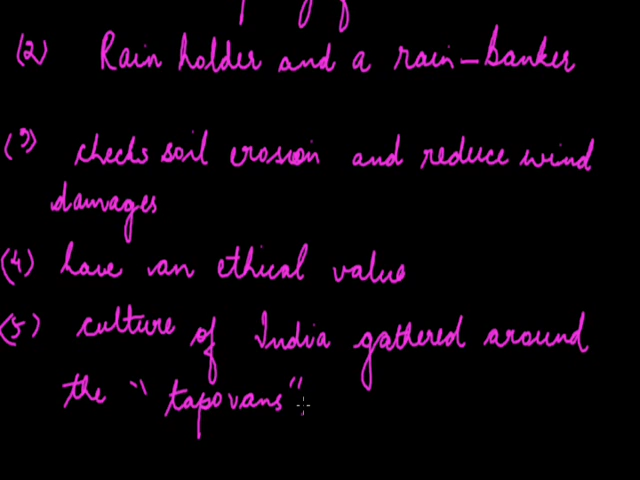 (2) Rain holder and a rain-banker
(3) checks soil erosion and reduce wind
damages
(4) have an ethical value
(5) culture of India gathered around
the "tapovans"